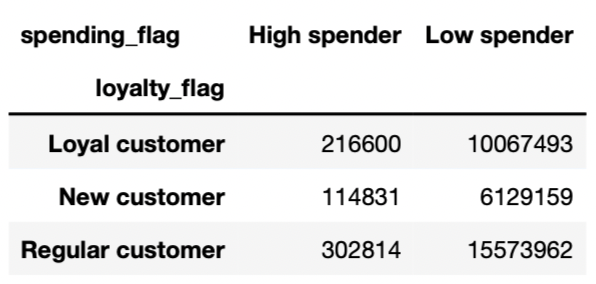 spending_flag High spender Low spender
loyalty_flag
Loyal customer 216600 10067493
New customer 114831 6129159
Regular customer 302814 15573962